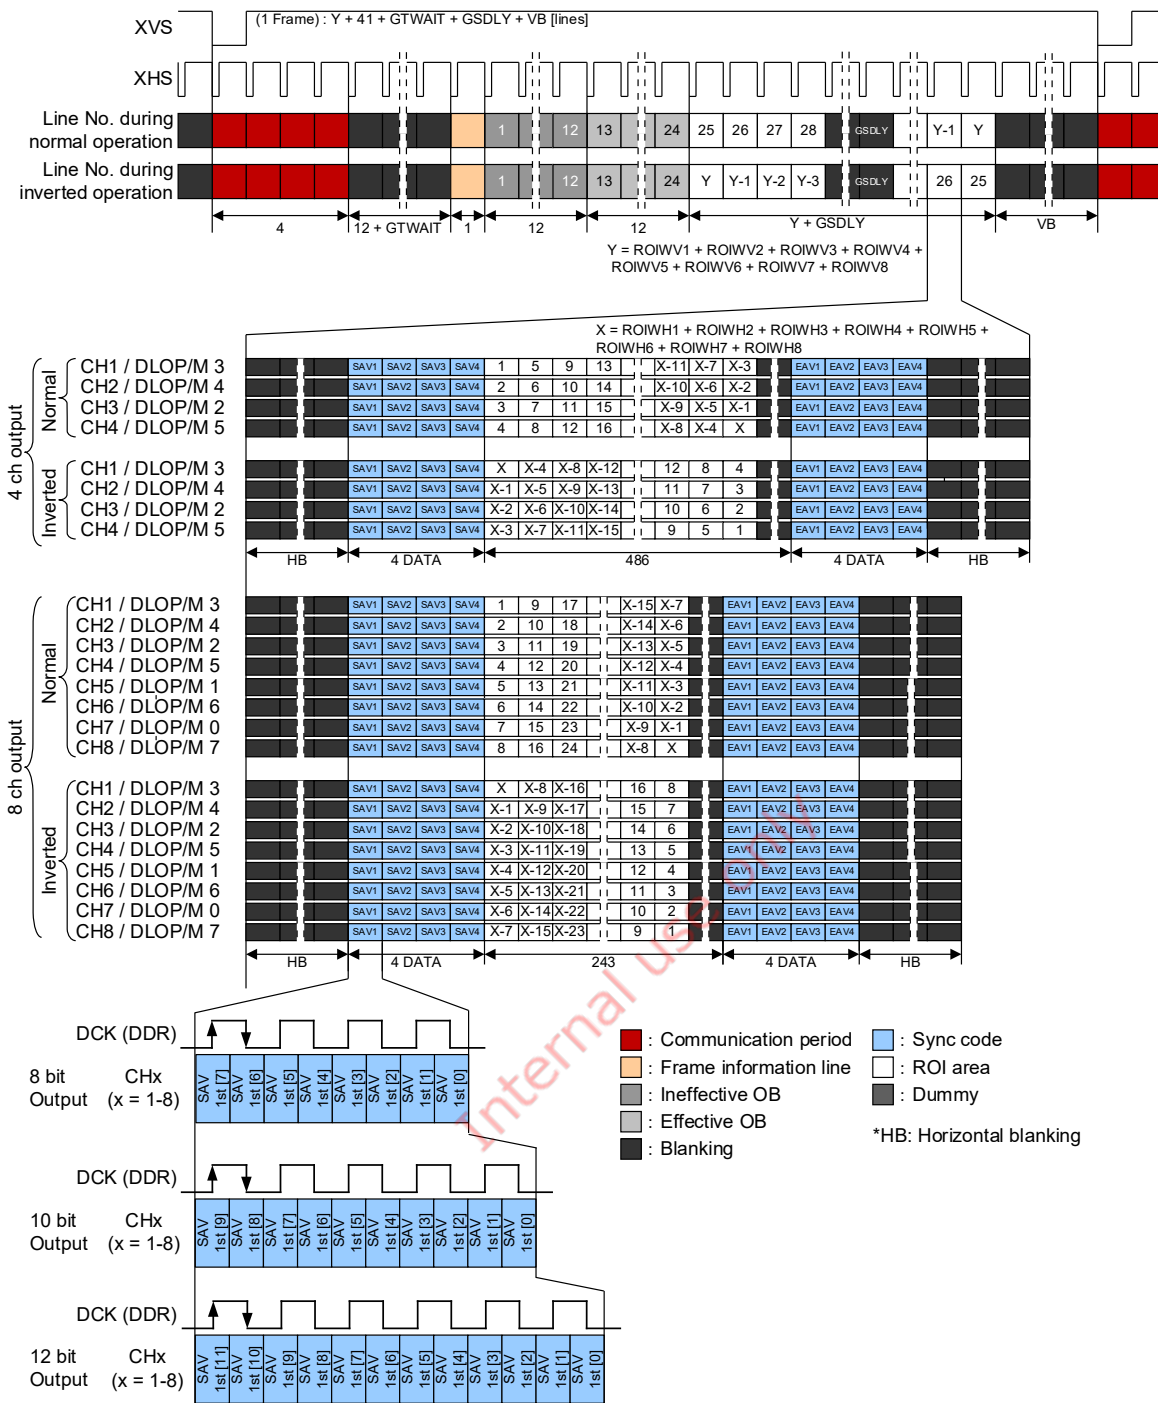 XVS
(1 Frame) : Y + 41 + GTWAIT + GSDLY + VB [lines]
XHS
Line No. during normal operation
1 12 13 24 25 26 27 28 GSDLY Y-1 Y
Line No. during inverted operation
1 12 13 24 Y Y-1 Y-2 Y-3 GSDLY 26 25
4 12 + GTWAIT 1 12 12 Y + GSDLY VB
Y = ROIWV1 + ROIWV2 + ROIWV3 + ROIWV4 +
ROIWV5 + ROIWV6 + ROIWV7 + ROIWV8
X = ROIWH1 + ROIWH2 + ROIWH3 + ROIWH4 + ROIWH5 +
ROIWH6 + ROIWH7 + ROIWH8
4 ch output
Normal
CH1 / DLOP/M 3 SAV1 SAV2 SAV3 SAV4 1 5 9 13 X-11 X-7 X-3 EAV1 EAV2 EAV3 EAV4
CH2 / DLOP/M 4 SAV1 SAV2 SAV3 SAV4 2 6 10 14 X-10 X-6 X-2 EAV1 EAV2 EAV3 EAV4
CH3 / DLOP/M 2 SAV1 SAV2 SAV3 SAV4 3 7 11 15 X-9 X-5 X-1 EAV1 EAV2 EAV3 EAV4
CH4 / DLOP/M 5 SAV1 SAV2 SAV3 SAV4 4 8 12 16 X-8 X-4 X EAV1 EAV2 EAV3 EAV4
Inverted
CH1 / DLOP/M 3 SAV1 SAV2 SAV3 SAV4 X X-4 X-8 X-12 12 8 4 EAV1 EAV2 EAV3 EAV4
CH2 / DLOP/M 4 SAV1 SAV2 SAV3 SAV4 X-1 X-5 X-9 X-13 11 7 3 EAV1 EAV2 EAV3 EAV4
CH3 / DLOP/M 2 SAV1 SAV2 SAV3 SAV4 X-2 X-6 X-10 X-14 10 6 2 EAV1 EAV2 EAV3 EAV4
CH4 / DLOP/M 5 SAV1 SAV2 SAV3 SAV4 X-3 X-7 X-11 X-15 9 5 1 EAV1 EAV2 EAV3 EAV4
HB 4 DATA 486 4 DATA HB
8 ch output
Normal
CH1 / DLOP/M 3 SAV1 SAV2 SAV3 SAV4 1 9 17 X-15 X-7 EAV1 EAV2 EAV3 EAV4
CH2 / DLOP/M 4 SAV1 SAV2 SAV3 SAV4 2 10 18 X-14 X-6 EAV1 EAV2 EAV3 EAV4
CH3 / DLOP/M 2 SAV1 SAV2 SAV3 SAV4 3 11 19 X-13 X-5 EAV1 EAV2 EAV3 EAV4
CH4 / DLOP/M 5 SAV1 SAV2 SAV3 SAV4 4 12 20 X-12 X-4 EAV1 EAV2 EAV3 EAV4
CH5 / DLOP/M 1 SAV1 SAV2 SAV3 SAV4 5 13 21 X-11 X-3 EAV1 EAV2 EAV3 EAV4
CH6 / DLOP/M 6 SAV1 SAV2 SAV3 SAV4 6 14 22 X-10 X-2 EAV1 EAV2 EAV3 EAV4
CH7 / DLOP/M 0 SAV1 SAV2 SAV3 SAV4 7 15 23 X-9 X-1 EAV1 EAV2 EAV3 EAV4
CH8 / DLOP/M 7 SAV1 SAV2 SAV3 SAV4 8 16 24 X-8 X EAV1 EAV2 EAV3 EAV4
Inverted
CH1 / DLOP/M 3 SAV1 SAV2 SAV3 SAV4 X X-8 X-16 16 8 EAV1 EAV2 EAV3 EAV4
CH2 / DLOP/M 4 SAV1 SAV2 SAV3 SAV4 X-1 X-9 X-17 15 7 EAV1 EAV2 EAV3 EAV4
CH3 / DLOP/M 2 SAV1 SAV2 SAV3 SAV4 X-2 X-10 X-18 14 6 EAV1 EAV2 EAV3 EAV4
CH4 / DLOP/M 5 SAV1 SAV2 SAV3 SAV4 X-3 X-11 X-19 13 5 EAV1 EAV2 EAV3 EAV4
CH5 / DLOP/M 1 SAV1 SAV2 SAV3 SAV4 X-4 X-12 X-20 12 4 EAV1 EAV2 EAV3 EAV4
CH6 / DLOP/M 6 SAV1 SAV2 SAV3 SAV4 X-5 X-13 X-21 11 3 EAV1 EAV2 EAV3 EAV4
CH7 / DLOP/M 0 SAV1 SAV2 SAV3 SAV4 X-6 X-14 X-22 10 2 EAV1 EAV2 EAV3 EAV4
CH8 / DLOP/M 7 SAV1 SAV2 SAV3 SAV4 X-7 X-15 X-23 9 1 EAV1 EAV2 EAV3 EAV4
HB 4 DATA 243 4 DATA HB
Internal use only
DCK (DDR)
8 bit Output CHx (x = 1-8)
SAV 1st [7] SAV 1st [6] SAV 1st [5] SAV 1st [4] SAV 1st [3] SAV 1st [2] SAV 1st [1] SAV 1st [0]
DCK (DDR)
10 bit Output CHx (x = 1-8)
SAV 1st [9] SAV 1st [8] SAV 1st [7] SAV 1st [6] SAV 1st [5] SAV 1st [4] SAV 1st [3] SAV 1st [2] SAV 1st [1] SAV 1st [0]
DCK (DDR)
12 bit Output CHx (x = 1-8)
SAV 1st [11] SAV 1st [10] SAV 1st [9] SAV 1st [8] SAV 1st [7] SAV 1st [6] SAV 1st [5] SAV 1st [4] SAV 1st [3] SAV 1st [2] SAV 1st [1] SAV 1st [0]
: Communication period
: Frame information line
: Ineffective OB
: Effective OB
: Blanking
: Sync code
: ROI area
: Dummy
*HB: Horizontal blanking